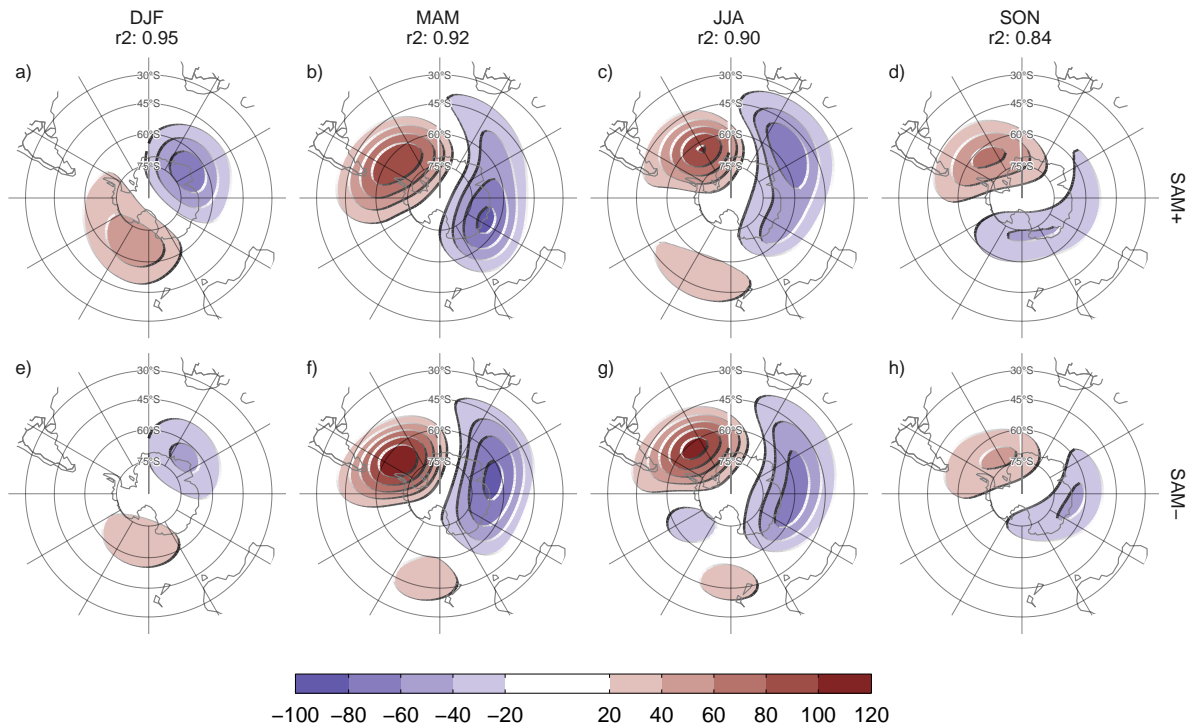 DJF MAM JJA SON
r2: 0.95 r2: 0.92 r2: 0.90 r2: 0.84
a) b) c) d)
30°S 30°S 30°S 30°S
45°S 45°S 45°S 45°S
60°S 60°S 60°S 60°S
75°S 75°S 75°S 75°S
SAM+
e) f) g) h)
30°S 30°S 30°S 30°S
45°S 45°S 45°S 45°S
60°S 60°S 60°S 60°S
75°S 75°S 75°S 75°S
SAM−
−100 −80 −60 −40 −20 20 40 60 80 100 120